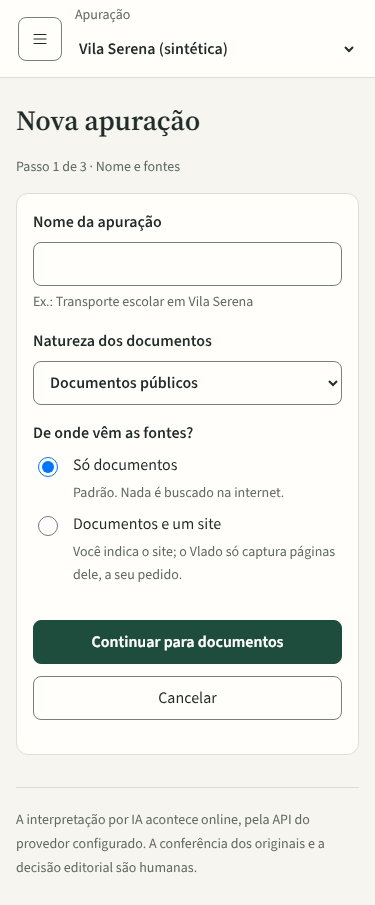 Apuração
Vila Serena (sintética)
Nova apuração
Passo 1 de 3 · Nome e fontes
Nome da apuração
Ex.: Transporte escolar em Vila Serena
Natureza dos documentos
Documentos públicos
De onde vêm as fontes?
Só documentos
Padrão. Nada é buscado na internet.
Documentos e um site
Você indica o site; o Vlado só captura páginas
dele, a seu pedido.
Continuar para documentos
Cancelar
A interpretação por IA acontece online, pela API do
provedor configurado. A conferência dos originais e a
decisão editorial são humanas.